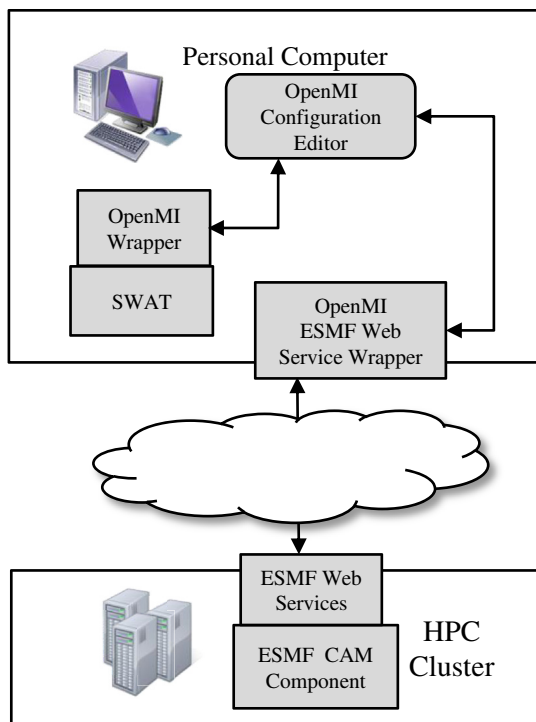 Personal Computer
OpenMI
Configuration
Editor
OpenMI
Wrapper
SWAT
OpenMI
ESMF Web
Service Wrapper
ESMF Web
Services
ESMF CAM
Component
HPC
Cluster